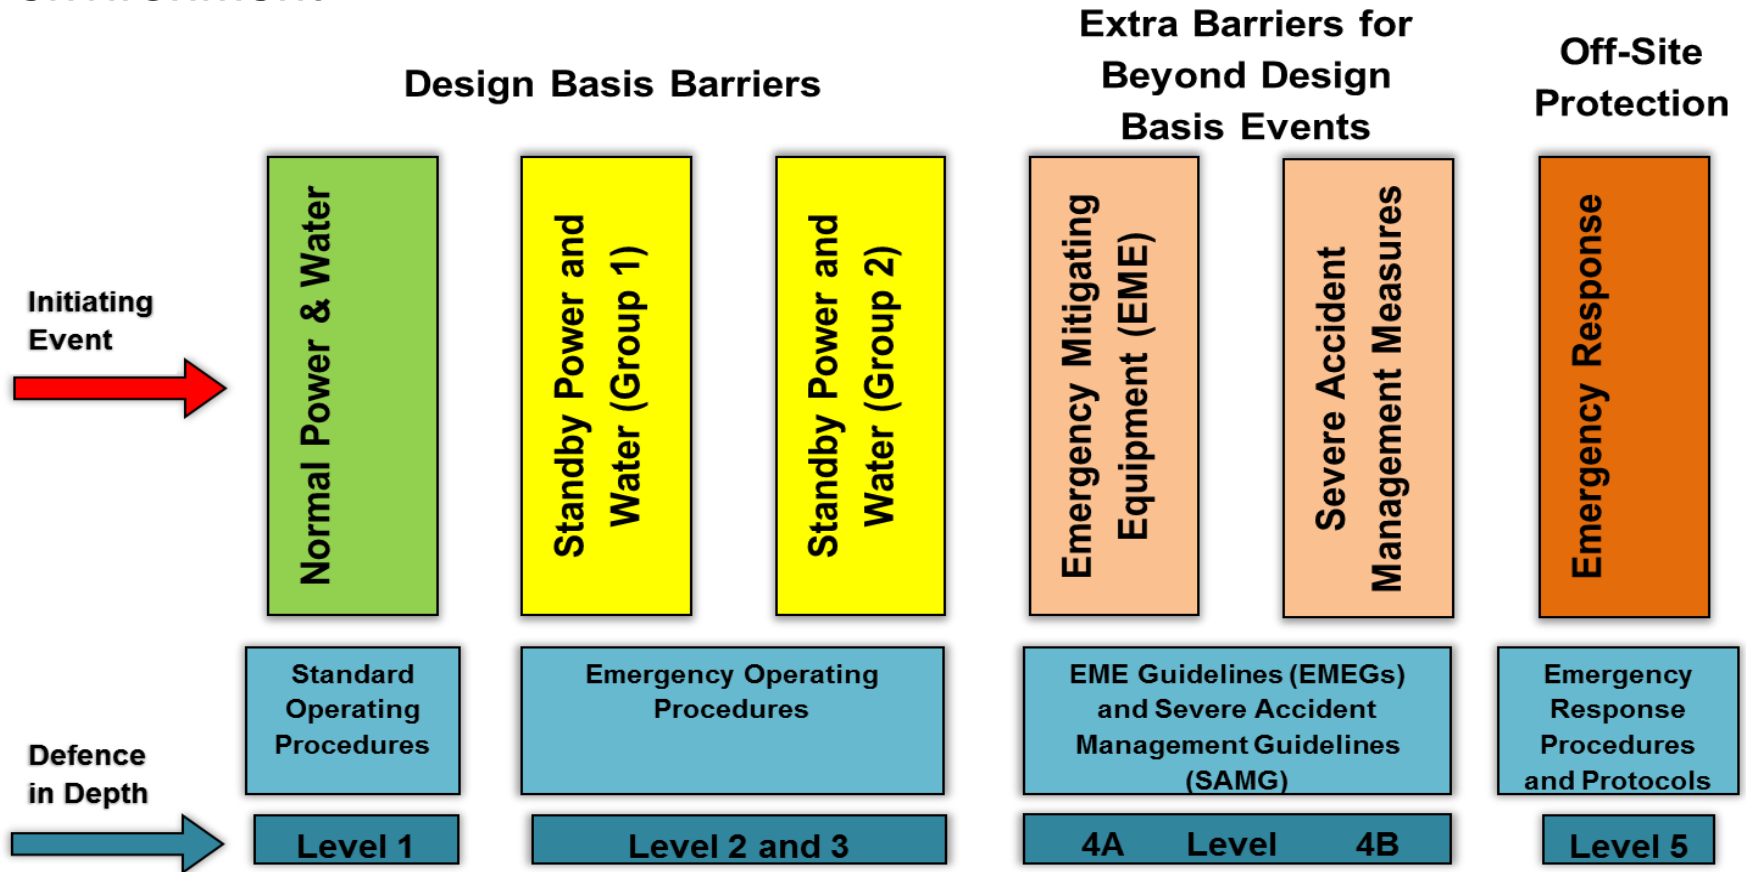 Design Basis Barriers
Extra Barriers for
Beyond Design
Basis Events
Off-Site
Protection
Initiating
Event
Normal Power & Water
Standby Power and
Water (Group 1)
Standby Power and
Water (Group 2)
Emergency Mitigating
Equipment (EME)
Severe Accident
Management Measures
Emergency Response
Standard
Operating
Procedures
Emergency Operating
Procedures
EME Guidelines (EMEGs)
and Severe Accident
Management Guidelines
(SAMG)
Emergency
Response
Procedures
and Protocols
Defence
in Depth
Level 1
Level 2 and 3
4A Level 4B
Level 5